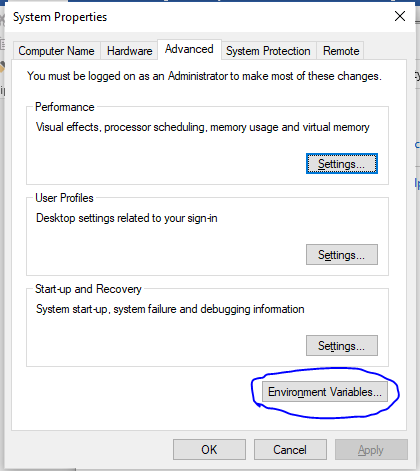 System Properties
Computer Name Hardware Advanced System Protection Remote
You must be logged on as an Administrator to make most of these changes.
Performance
Visual effects, processor scheduling, memory usage and virtual memory
Settings...
User Profiles
Desktop settings related to your sign-in
Settings...
Start-up and Recovery
System start-up, system failure and debugging information
Settings...
Environment Variables...
OK Cancel Apply